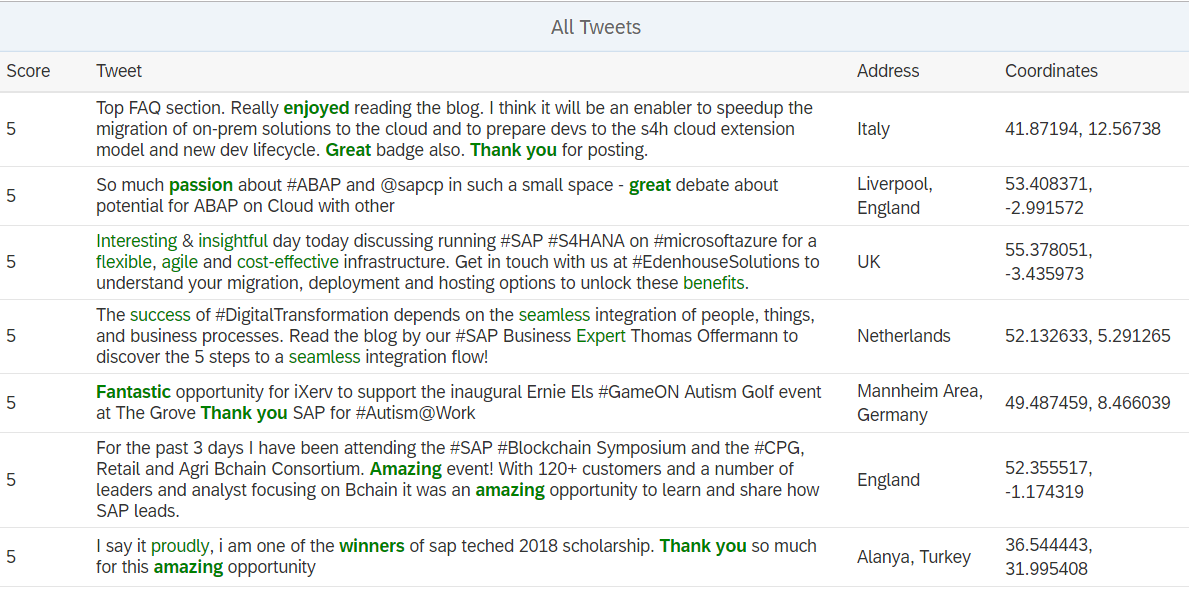 All Tweets
Score Tweet Address Coordinates
5 Top FAQ section. Really enjoyed reading the blog. I think it will be an enabler to speedup the
migration of on-prem solutions to the cloud and to prepare devs to the s4h cloud extension
model and new dev lifecycle. Great badge also. Thank you for posting.
Italy 41.87194, 12.56738
5 So much passion about #ABAP and @sapcp in such a small space - great debate about
potential for ABAP on Cloud with other
Liverpool,
England
53.408371,
-2.991572
5 Interesting & insightful day today discussing running #SAP #S4HANA on #microsoftazure for a
flexible, agile and cost-effective infrastructure. Get in touch with us at #EdenhouseSolutions to
understand your migration, deployment and hosting options to unlock these benefits.
UK
55.378051,
-3.435973
5 The success of #DigitalTransformation depends on the seamless integration of people, things,
and business processes. Read the blog by our #SAP Business Expert Thomas Offermann to
discover the 5 steps to a seamless integration flow!
Netherlands 52.132633, 5.291265
5 Fantastic opportunity for iXerv to support the inaugural Ernie Els #GameON Autism Golf event
at The Grove Thank you SAP for #Autism@Work
Mannheim Area,
Germany
49.487459, 8.466039
5 For the past 3 days I have been attending the #SAP #Blockchain Symposium and the #CPG,
Retail and Agri Bchain Consortium. Amazing event! With 120+ customers and a number of
leaders and analyst focusing on Bchain it was an amazing opportunity to learn and share how
SAP leads.
England
52.355517,
-1.174319
5 I say it proudly, i am one of the winners of sap teched 2018 scholarship. Thank you so much
for this amazing opportunity
Alanya, Turkey
36.544443,
31.995408